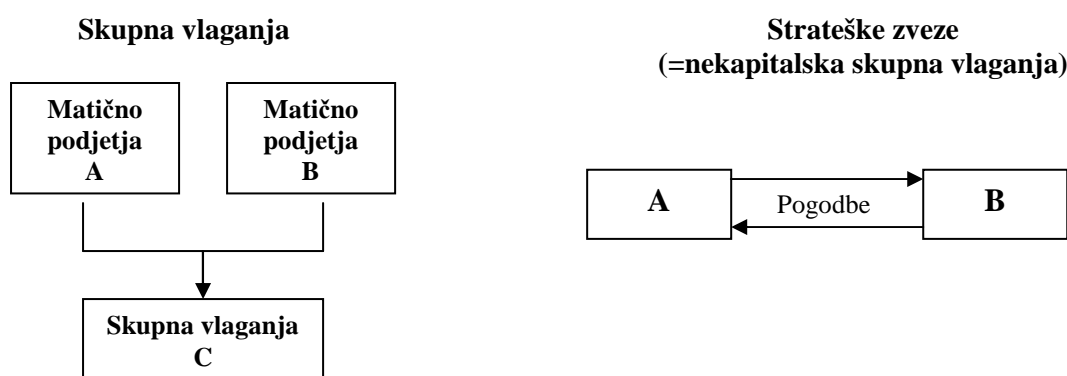 Skupna vlaganja
Matično
podjetja
A
Matično
podjetja
B
Skupna vlaganja
C
Strateške zveze
(=nekapitalska skupna vlaganja)
A
Pogodbe
B